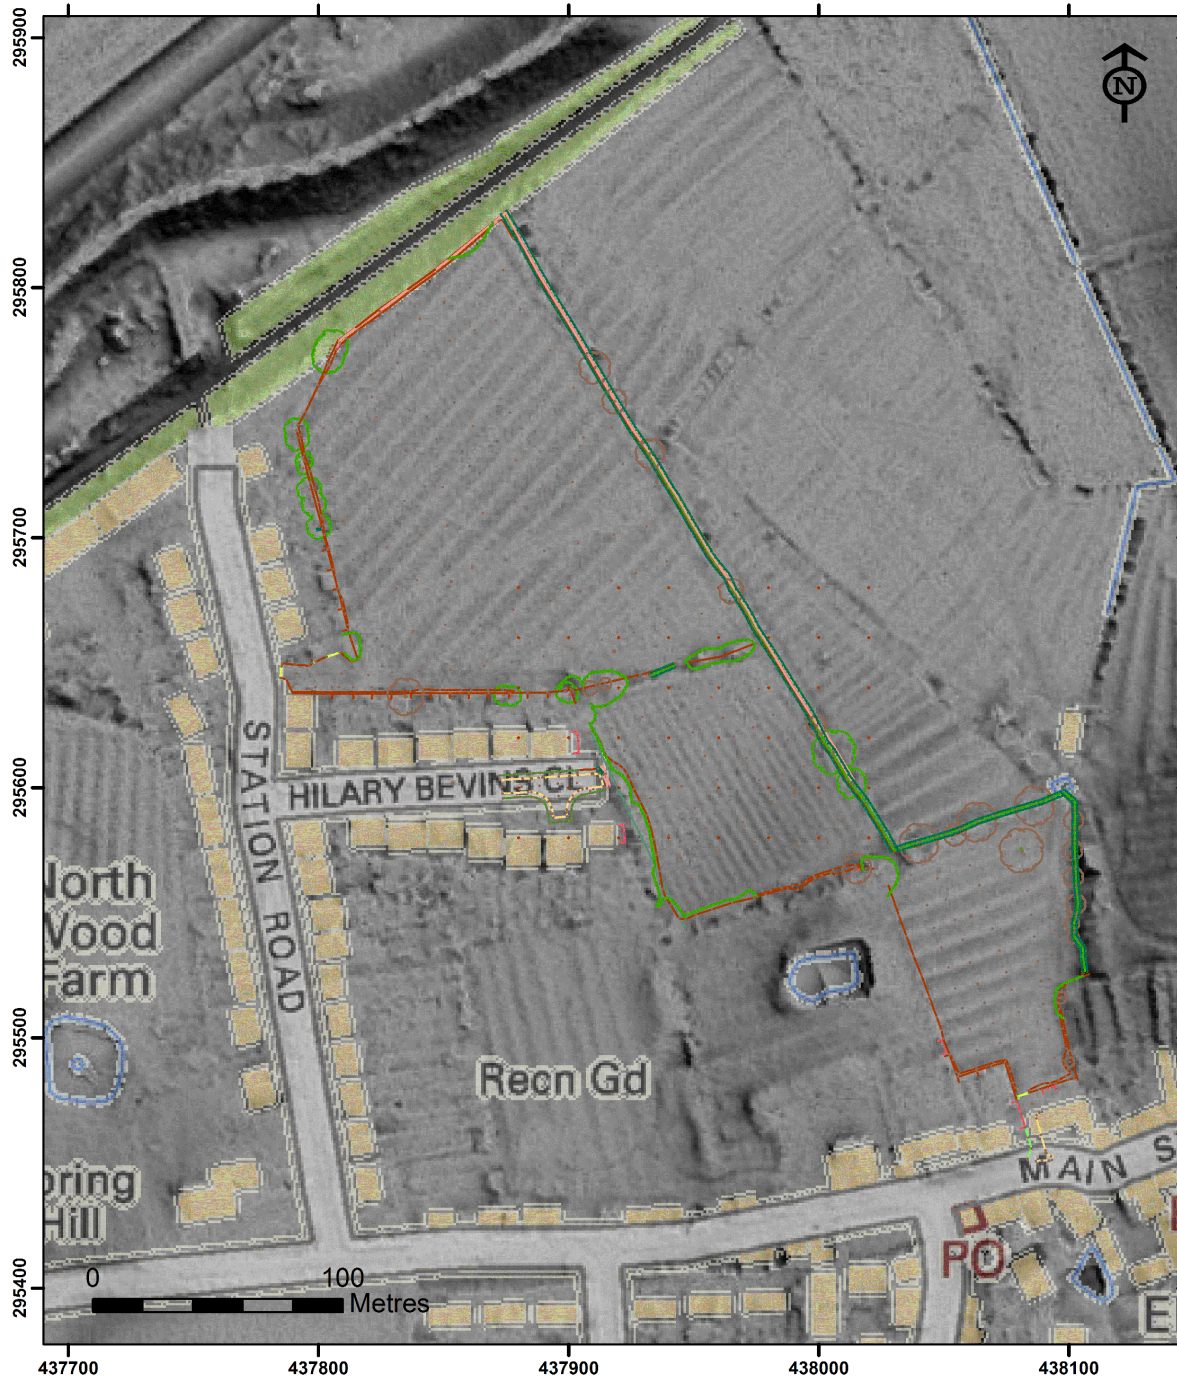 N
295900
295800
295700
295600
295500
295400
STATION ROAD
HILARY BEVINS CL
North
Wood
Farm
Recn Gd
pring
Hill
MAIN S
PO
0 100
Metres
437700 437800 437900 438000 438100